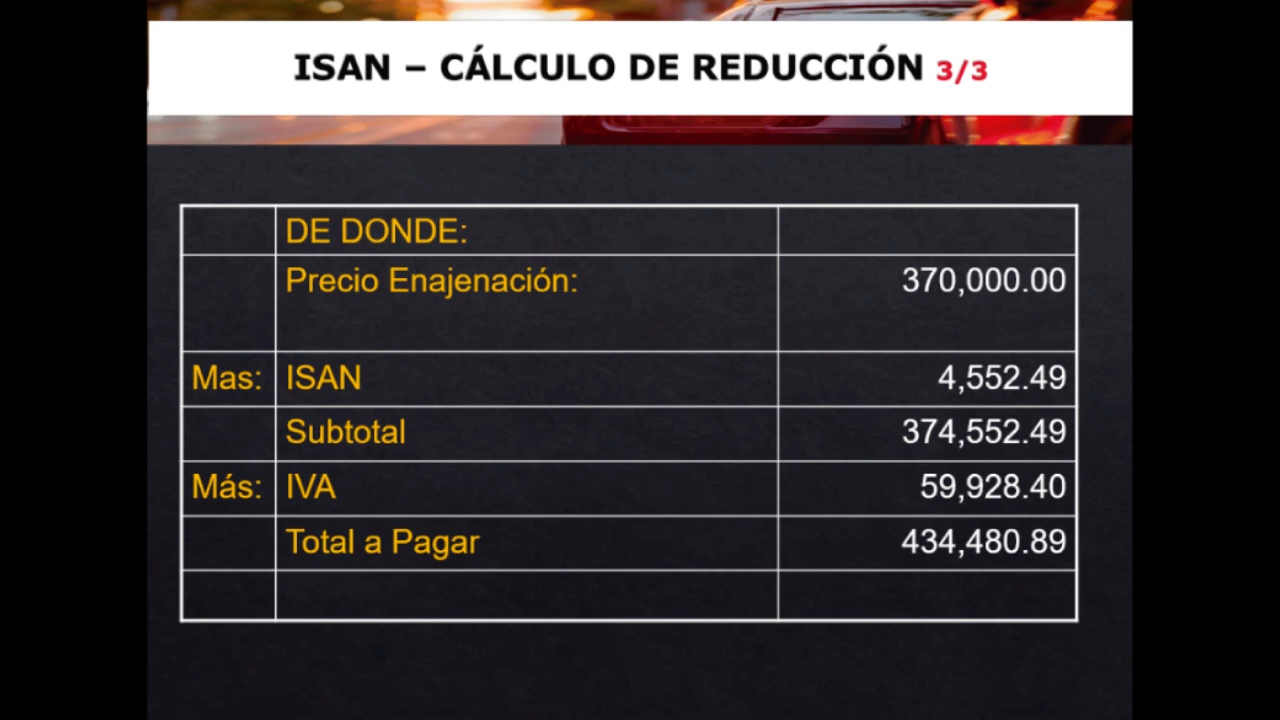 ISAN – CÁLCULO DE REDUCCIÓN 3/3
DE DONDE:
Precio Enajenación: 370,000.00
Mas: ISAN 4,552.49
Subtotal 374,552.49
Más: IVA 59,928.40
Total a Pagar 434,480.89